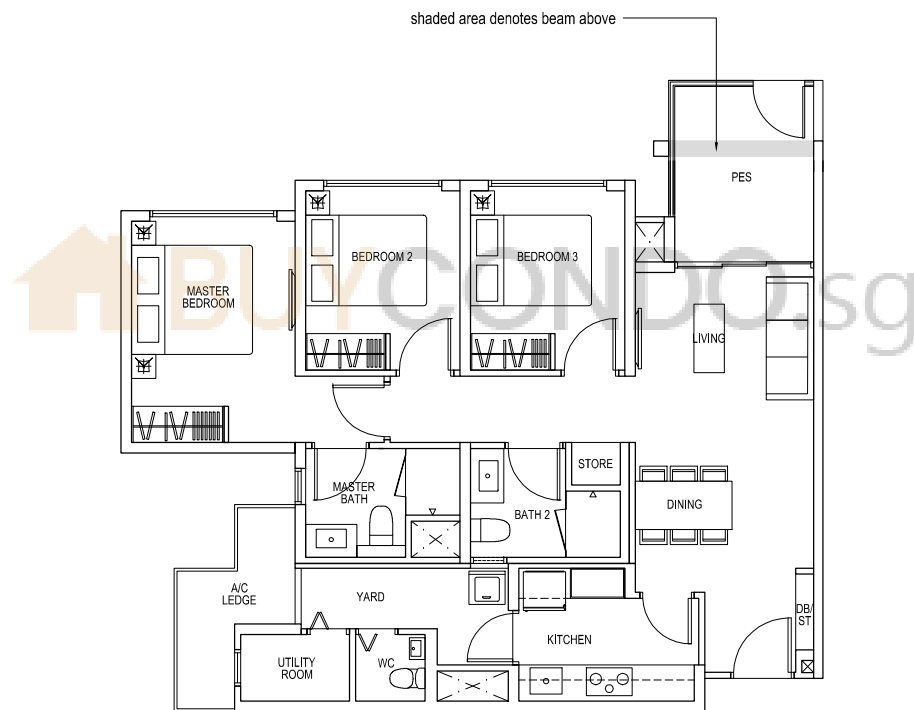 shaded area denotes beam above
PES
BUYCONDO.sg
BEDROOM 2
BEDROOM 3
MASTER
BEDROOM
LIVING
STORE
MASTER
BATH
DINING
BATH 2
A/C
LEDGE
YARD
DB/
ST
KITCHEN
UTILITY
ROOM
WC